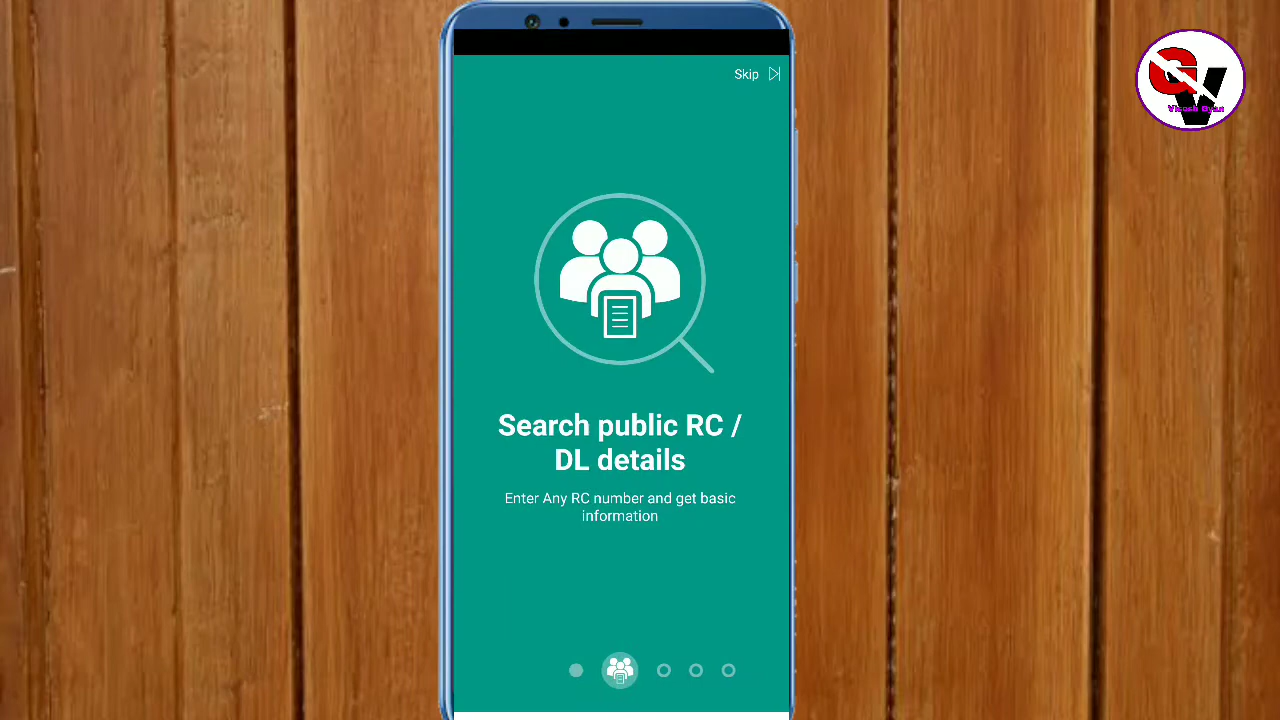 Skip
Search public RC /
DL details
Enter Any RC number and get basic
information